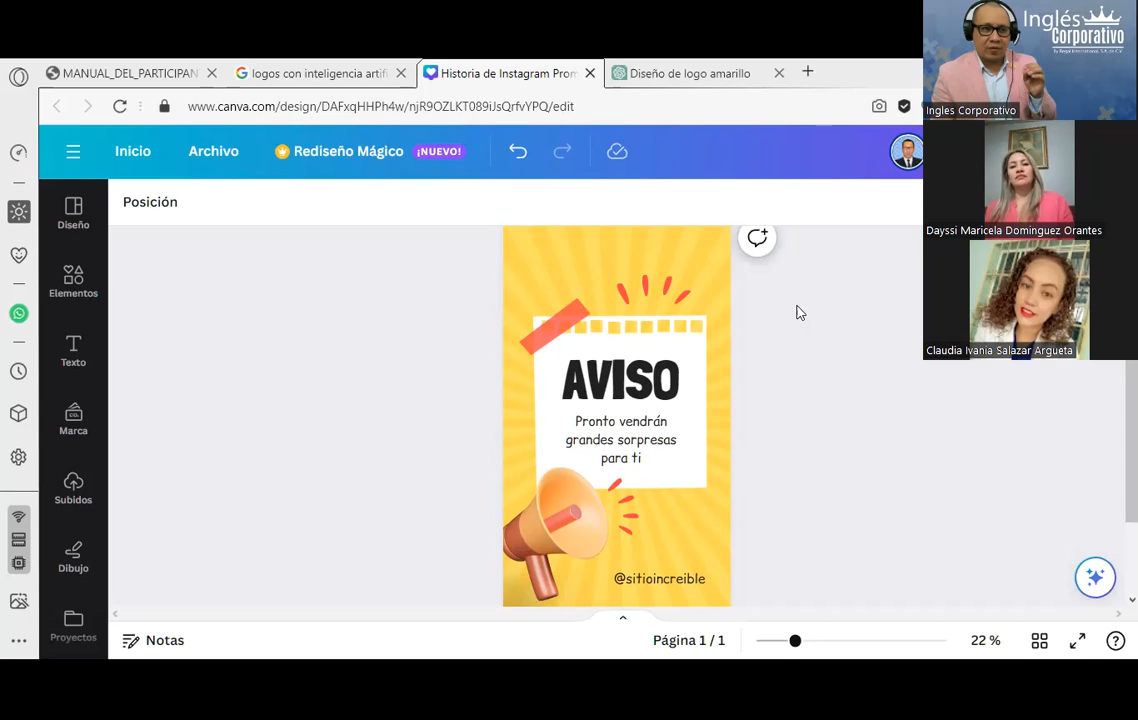 MANUAL_DEL_PARTICIPAN
logos con inteligencia artifi
Historia de Instagram Prom
Diseño de logo amarillo
www.canva.com/design/DAFxqHHPh4w/njR9OZLKT089iJsQrfvYPQ/edit
Inicio
Archivo
Rediseño Mágico
¡NUEVO!
Posición
Diseño
Elementos
Texto
Marca
Subidos
Dibujo
Proyectos
AVISO
Pronto vendrán
grandes sorpresas
para ti
@sitioincreible
Notas
Página 1 / 1
22 %
Inglés
Corporativo
Ingles Corporativo
Dayssi Maricela Dominguez Orantes
Claudia Ivania Salazar Argueta